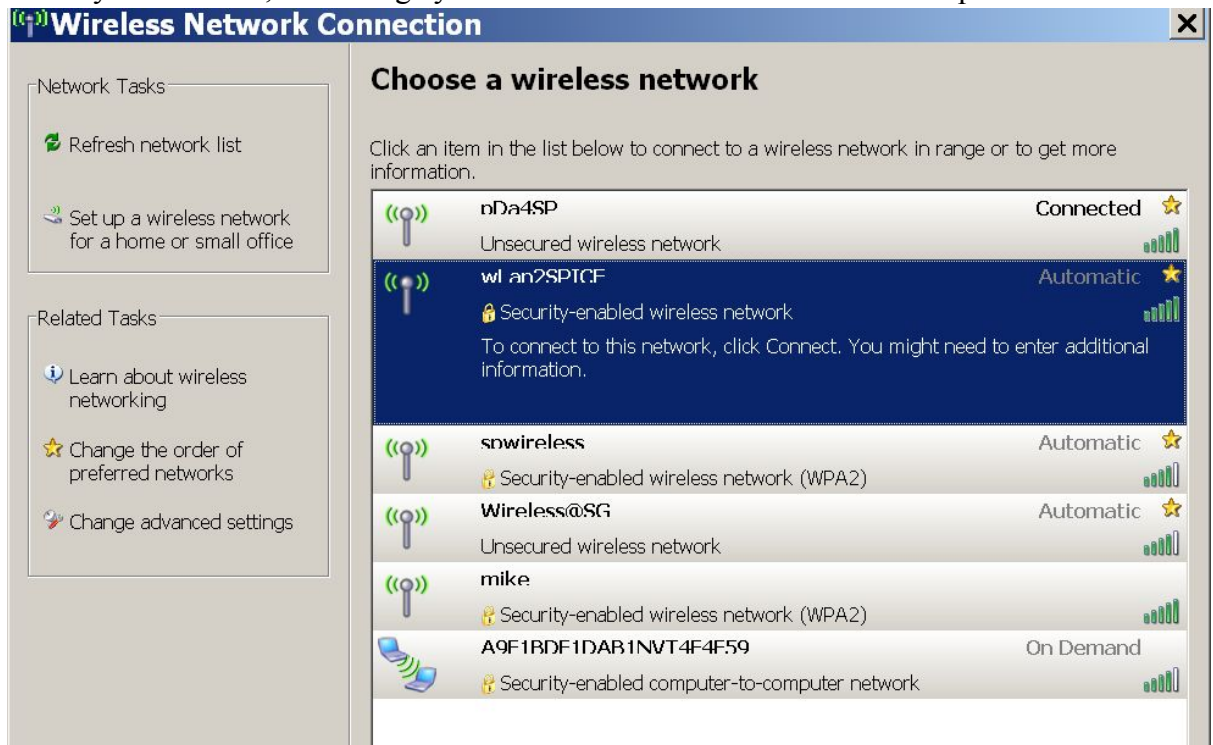 Wireless Network Connection
Network Tasks
Refresh network list
Set up a wireless network
for a home or small office
Related Tasks
Learn about wireless
networking
Change the order of
preferred networks
Change advanced settings
Choose a wireless network
Click an item in the list below to connect to a wireless network in range or to get more
information.
pDa4SP Connected
Unsecured wireless network
wLan2SPICE Automatic
Security-enabled wireless network
To connect to this network, click Connect. You might need to enter additional
information.
spwireless Automatic
Security-enabled wireless network (WPA2)
Wireless@SG Automatic
Unsecured wireless network
mike
Security-enabled wireless network (WPA2)
On Demand
Security-enabled computer-to-computer network